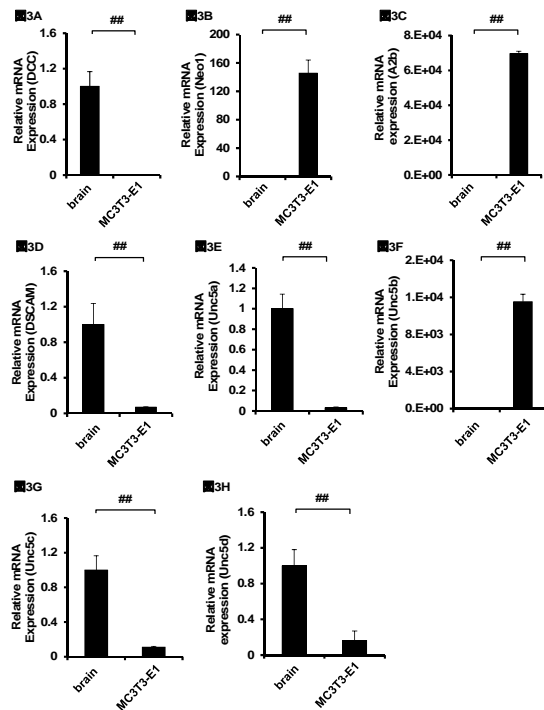 3A
##
Relative mRNA
Expression (DCC)
1.6
1.2
0.8
0.4
0
brain
MC3T3-E1
3B
##
Relative mRNA
Expression (Neo1)
200
160
120
80
40
0
brain
MC3T3-E1
3C
##
Relative mRNA
expression (A2b)
8.E+04
6.E+04
4.E+04
2.E+04
0.E+00
brain
MC3T3-E1
3D
##
Relative mRNA
Expression (DSCAM)
1.6
1.2
0.8
0.4
0
brain
MC3T3-E1
3E
##
Relative mRNA
Expression (Unc5a)
1.4
1.2
1
0.8
0.6
0.4
0.2
0
brain
MC3T3-E1
3F
##
Relative mRNA
Expression (Unc5b)
2.E+04
1.E+04
8.E+03
4.E+03
0.E+00
brain
MC3T3-E1
3G
##
Relative mRNA
Expression (Unc5c)
1.6
1.2
0.8
0.4
0
brain
MC3T3-E1
3H
##
Relative mRNA
expression (Unc5d)
1.6
1.2
0.8
0.4
0
brain
MC3T3-E1